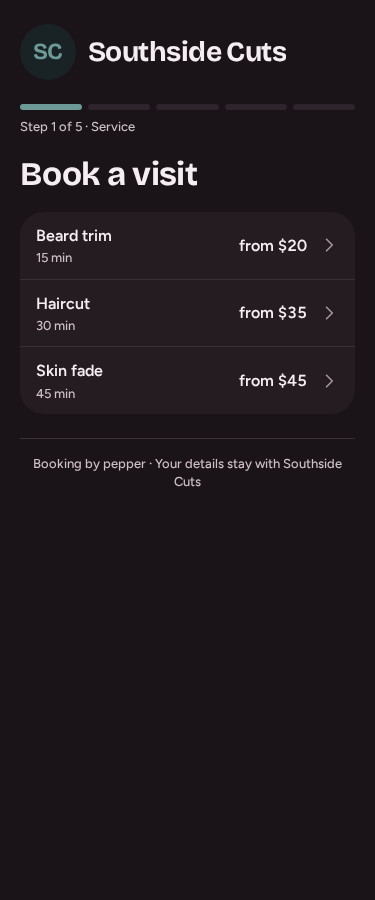 SC
Southside Cuts
Step 1 of 5 · Service
Book a visit
Beard trim
from $20
15 min
Haircut
from $35
30 min
Skin fade
from $45
45 min
Booking by pepper · Your details stay with Southside
Cuts